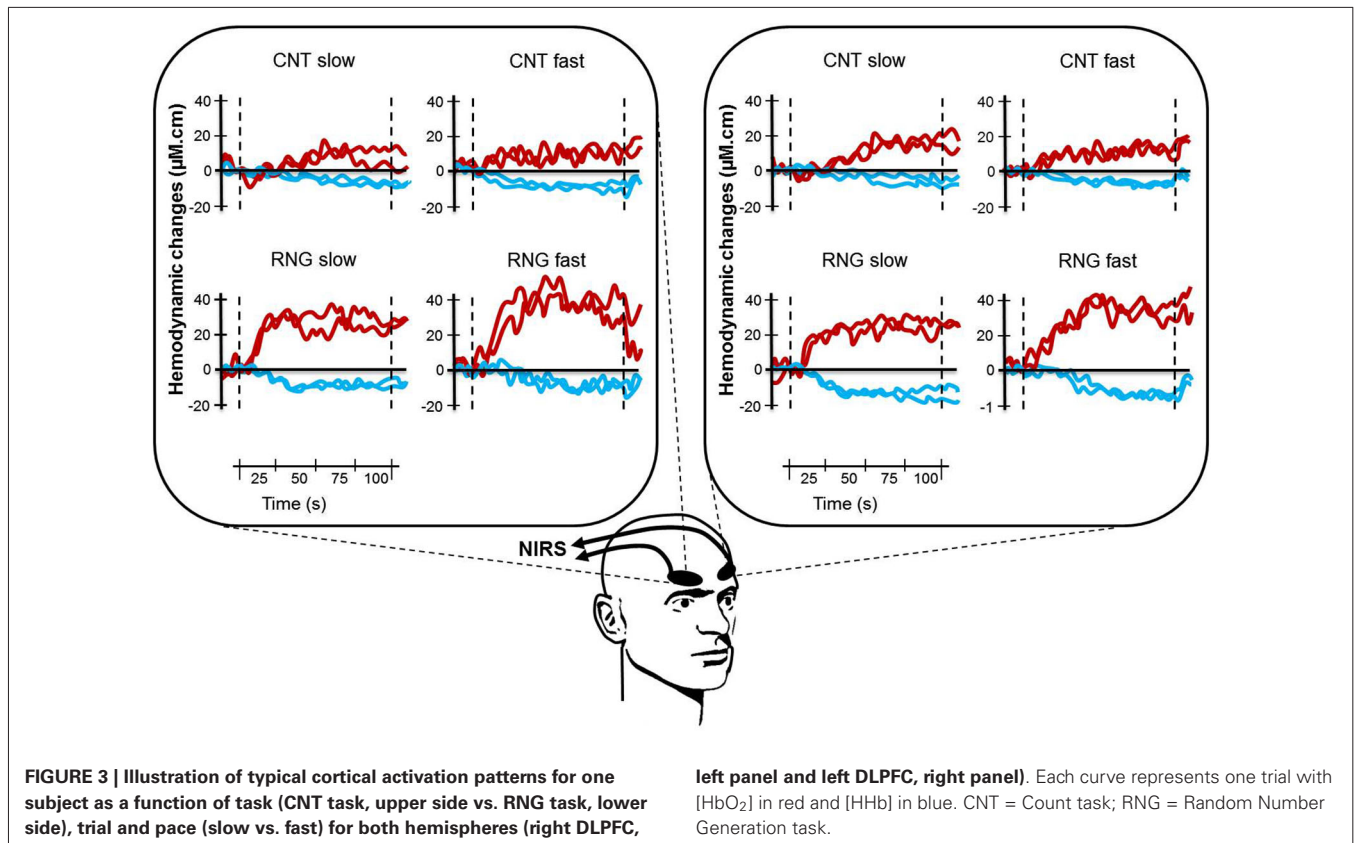 CNT slow
CNT fast
40
20
0
-20
40
20
0
-20
RNG slow
RNG fast
40
20
0
-20
40
20
0
-20
Hemodynamic changes (µM.cm)
25 50 75 100
Time (s)
CNT slow
CNT fast
40
20
0
-20
40
20
0
-20
RNG slow
RNG fast
40
20
0
-20
40
20
0
-1
Hemodynamic changes (µM.cm)
25 50 75 100
Time (s)
NIRS
FIGURE 3 | Illustration of typical cortical activation patterns for one
subject as a function of task (CNT task, upper side vs. RNG task, lower
side), trial and pace (slow vs. fast) for both hemispheres (right DLPFC,
left panel and left DLPFC, right panel). Each curve represents one trial with
[HbO₂] in red and [HHb] in blue. CNT = Count task; RNG = Random Number
Generation task.